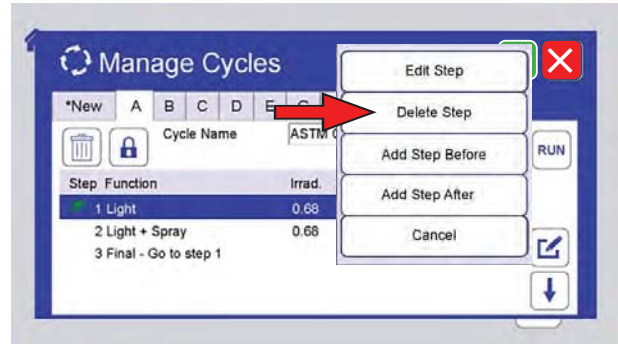 Manage Cycles
Edit Step
*New A B C D E
Delete Step
Cycle Name ASTM
Add Step Before
RUN
Step Function Irrad.
Add Step After
1 Light 0.68
2 Light + Spray 0.68
Cancel
3 Final - Go to step 1